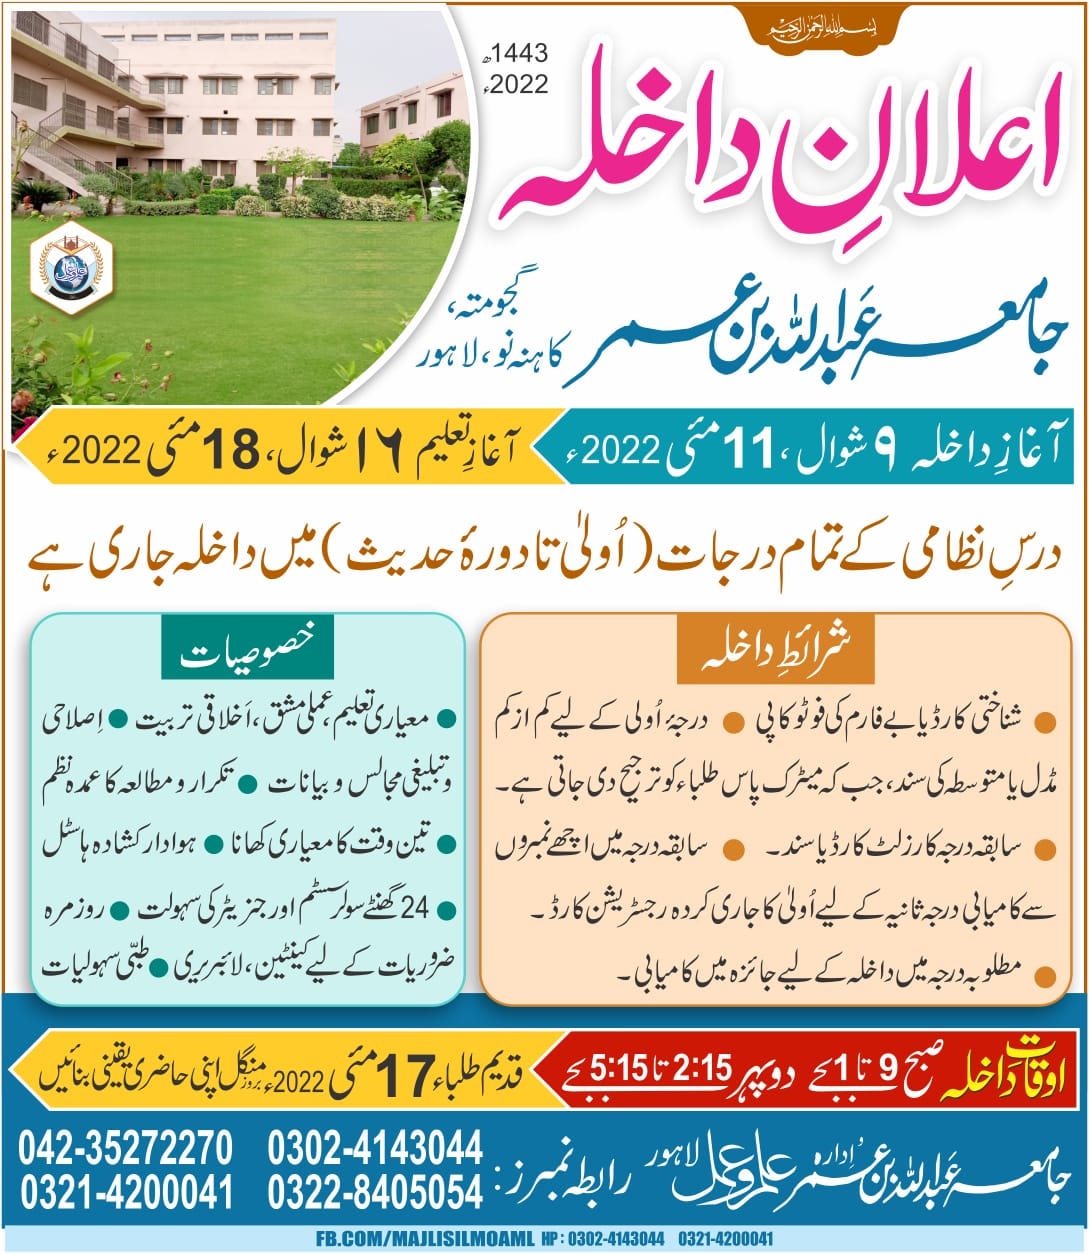 بسم اللہ الرحمن الرحیم
1443ھ
2022ء
اعلانِ داخلہ
جامعہ عبداللہ بن عمر
گجومتہ،
کاہنہ نو، لاہور
آغازِ داخلہ ۹ شوال، 11 مئی 2022ء
آغازِ تعلیم ۱۶ شوال، 18 مئی 2022ء
درسِ نظامی کے تمام درجات (اُولیٰ تا دورۂ حدیث) میں داخلہ جاری ہے
شرائطِ داخلہ
● شناختی کارڈ یا بے فارم کی فوٹو کاپی ● درجۂ اُولی کے لیے کم از کم
مڈل یا متوسطہ کی سند، جب کہ میٹرک پاس طلباء کو ترجیح دی جاتی ہے۔
● سابقہ درجہ کا رزلٹ کارڈ یا سند۔ ● سابقہ درجہ میں اچھے نمبروں
سے کامیابی درجہ ثانیہ کے لیے اُولیٰ کا جاری کردہ رجسٹریشن کارڈ۔
● مطلوبہ درجہ میں داخلہ کے لیے جائزہ میں کامیابی۔
خصوصیات
● معیاری تعلیم، عملی مشق، اَخلاقی تربیت ● اِصلاحی
و تبلیغی مجالس و بیانات ● تکرار و مطالعہ کا عمدہ نظم
● تین وقت کا معیاری کھانا ● ہوادار کشادہ ہاسٹل
● 24 گھنٹے سولر سسٹم اور جنریٹر کی سہولت ● روزمرہ
ضروریات کے لیے کینٹین، لائبریری ● طبّی سہولیات
اوقاتِ داخلہ صبح 9 تا 1 بجے دوپہر 2:15 تا 5:15 بجے
قدیم طلباء 17 مئی 2022ء بروز منگل اپنی حاضری یقینی بنائیں
جامعہ عبداللہ بن عمر اِدارہ علم و عمل لاہور رابطہ نمبرز:
0302-4143044 042-35272270
0322-8405054 0321-4200041
FB.COM/MAJLISILMOAML HP : 0302-4143044 0321-4200041